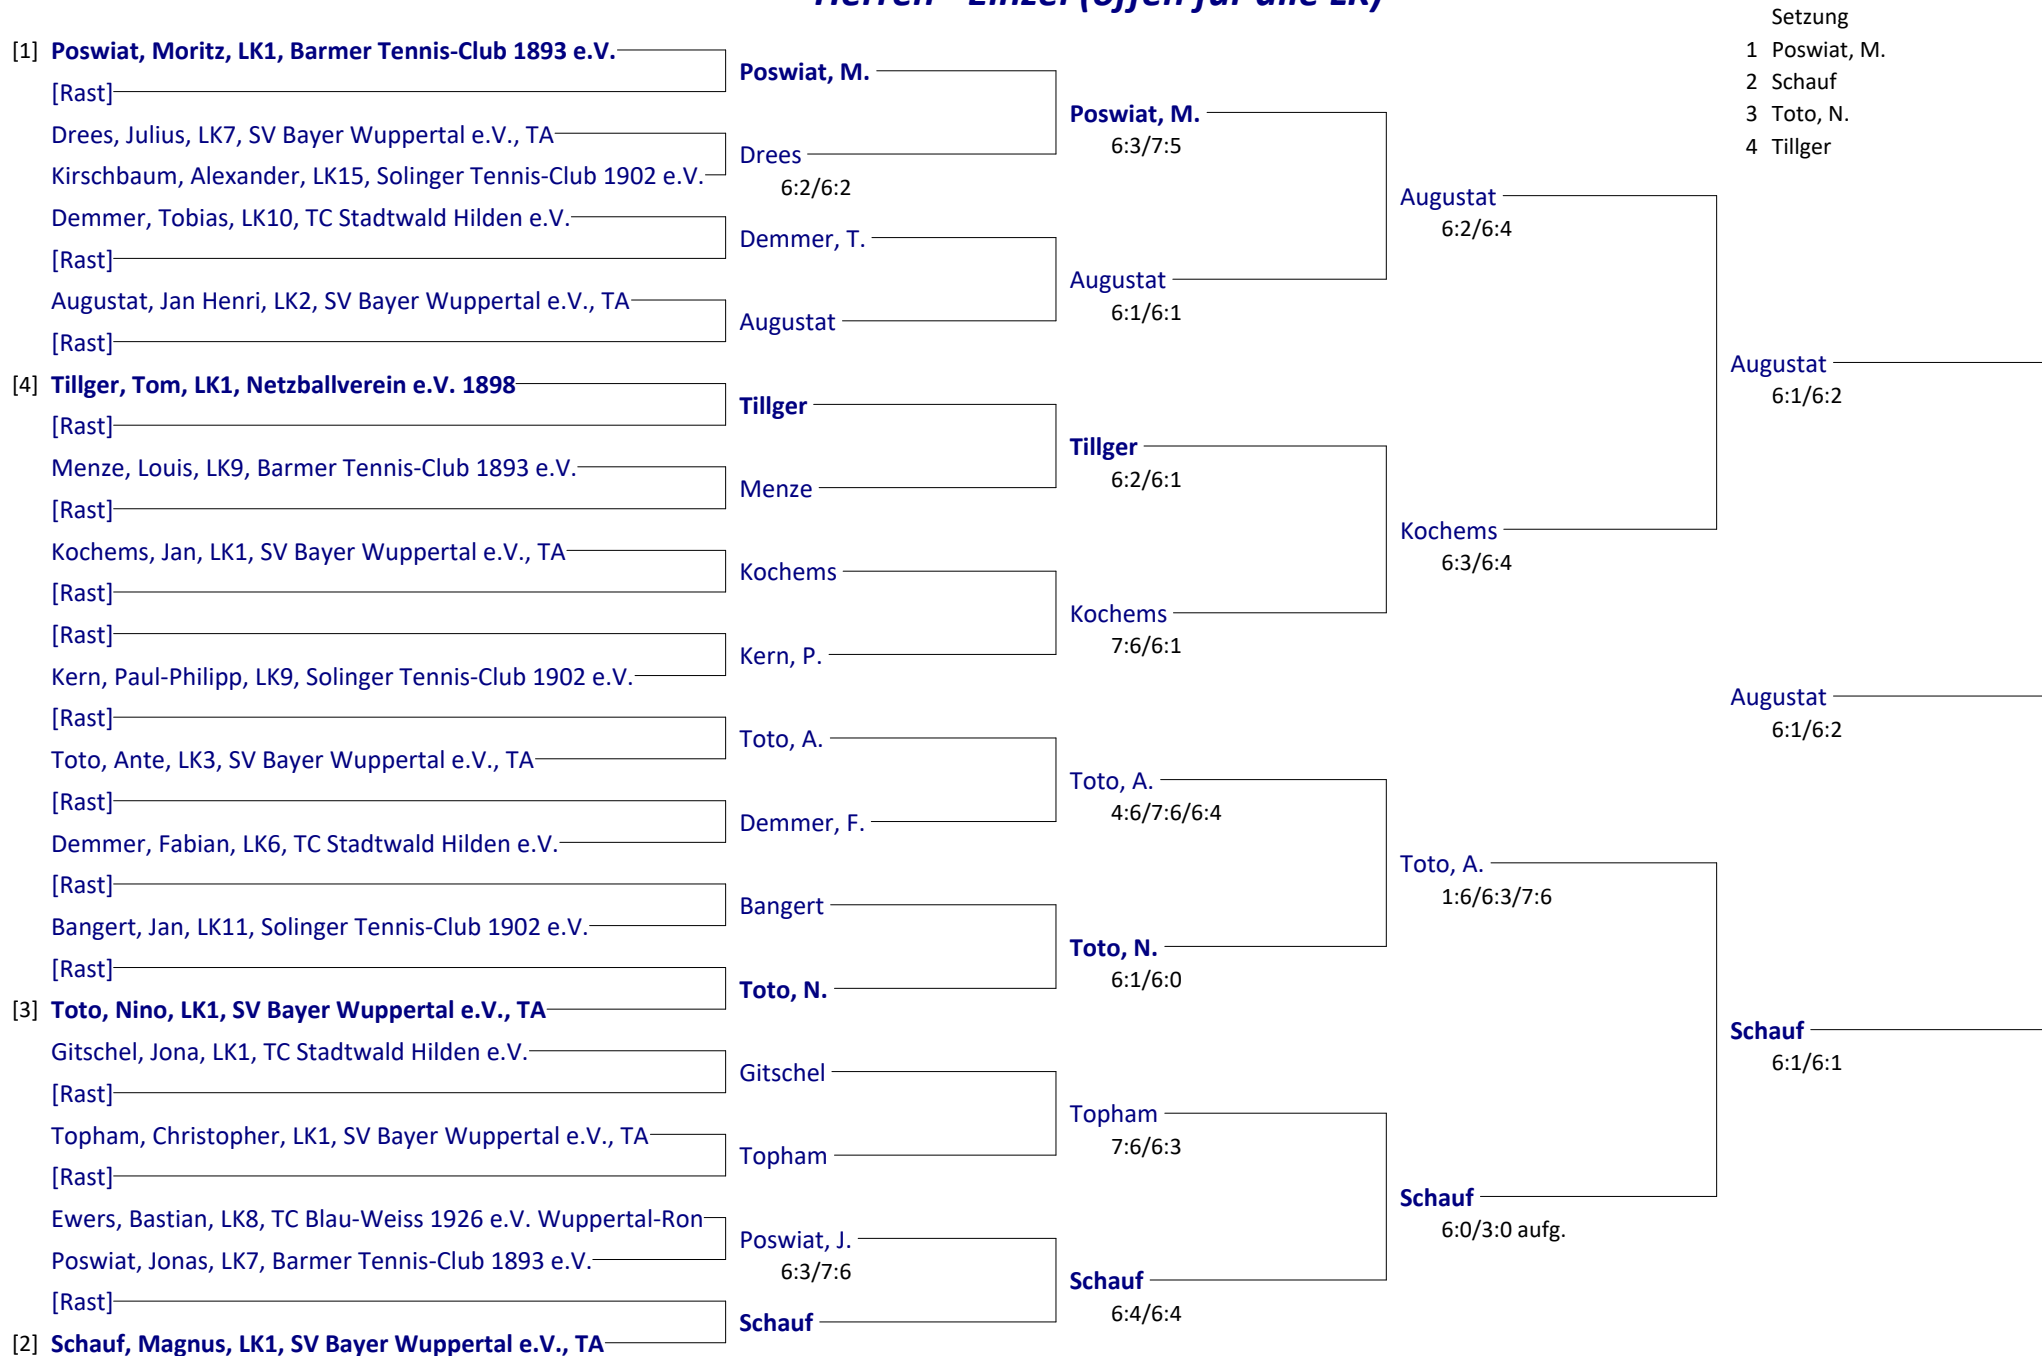 Herren - Einzel (offen für alle LK)
Setzung
1 Poswiat, M.
2 Schauf
3 Toto, N.
4 Tillger
[1] Poswiat, Moritz, LK1, Barmer Tennis-Club 1893 e.V.
[Rast]
Drees, Julius, LK7, SV Bayer Wuppertal e.V., TA
Kirschbaum, Alexander, LK15, Solinger Tennis-Club 1902 e.V.
Demmer, Tobias, LK10, TC Stadtwald Hilden e.V.
[Rast]
Augustat, Jan Henri, LK2, SV Bayer Wuppertal e.V., TA
[Rast]
[4] Tillger, Tom, LK1, Netzballverein e.V. 1898
[Rast]
Menze, Louis, LK9, Barmer Tennis-Club 1893 e.V.
[Rast]
Kochems, Jan, LK1, SV Bayer Wuppertal e.V., TA
[Rast]
[Rast]
Kern, Paul-Philipp, LK9, Solinger Tennis-Club 1902 e.V.
[Rast]
Toto, Ante, LK3, SV Bayer Wuppertal e.V., TA
[Rast]
Demmer, Fabian, LK6, TC Stadtwald Hilden e.V.
[Rast]
Bangert, Jan, LK11, Solinger Tennis-Club 1902 e.V.
[Rast]
[3] Toto, Nino, LK1, SV Bayer Wuppertal e.V., TA
Gitschel, Jona, LK1, TC Stadtwald Hilden e.V.
[Rast]
Topham, Christopher, LK1, SV Bayer Wuppertal e.V., TA
[Rast]
Ewers, Bastian, LK8, TC Blau-Weiss 1926 e.V. Wuppertal-Ron
Poswiat, Jonas, LK7, Barmer Tennis-Club 1893 e.V.
[Rast]
[2] Schauf, Magnus, LK1, SV Bayer Wuppertal e.V., TA
Poswiat, M.
Drees
6:2/6:2
Demmer, T.
Augustat
Tillger
Menze
Kochems
Kern, P.
Toto, A.
Demmer, F.
Bangert
Toto, N.
Gitschel
Topham
Poswiat, J.
6:3/7:6
Schauf
Poswiat, M.
6:3/7:5
Augustat
6:1/6:1
Tillger
6:2/6:1
Kochems
7:6/6:1
Toto, A.
4:6/7:6/6:4
Toto, N.
6:1/6:0
Topham
7:6/6:3
Schauf
6:4/6:4
Augustat
6:2/6:4
Kochems
6:3/6:4
Toto, A.
1:6/6:3/7:6
Schauf
6:0/3:0 aufg.
Augustat
6:1/6:2
Augustat
6:1/6:2
Schauf
6:1/6:1